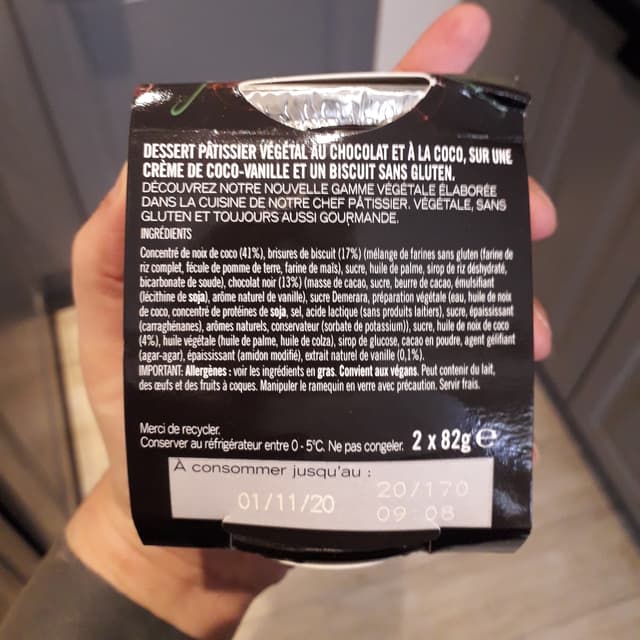 DESSERT PÂTISSIER VÉGÉTAL AU CHOCOLAT ET À LA COCO, SUR UNE
CRÈME DE COCO-VANILLE ET UN BISCUIT SANS GLUTEN.
DÉCOUVREZ NOTRE NOUVELLE GAMME VÉGÉTALE ÉLABORÉE
DANS LA CUISINE DE NOTRE CHEF PÂTISSIER. VÉGÉTALE, SANS
GLUTEN ET TOUJOURS AUSSI GOURMANDE.
INGRÉDIENTS
Concentré de noix de coco (41%), brisures de biscuit (17%) (mélange de farines sans gluten (farine de
riz complet, fécule de pomme de terre, farine de maïs), sucre, huile de palme, sirop de riz déshydraté,
bicarbonate de soude), chocolat noir (13%) (masse de cacao, sucre, beurre de cacao, émulsifiant
(lécithine de soja), arôme naturel de vanille), sucre Demerara, préparation végétale (eau, huile de noix
de coco, concentré de protéines de soja, sel, acide lactique (sans produits laitiers), sucre, épaississant
(carraghénanes), arômes naturels, conservateur (sorbate de potassium)), sucre, huile de noix de coco
(4%), huile végétale (huile de palme, huile de colza), sirop de glucose, cacao en poudre, agent gélifiant
(agar-agar), épaississant (amidon modifié), extrait naturel de vanille (0,1%).
IMPORTANT: Allergènes : voir les ingrédients en gras. Convient aux végans. Peut contenir du lait,
des œufs et des fruits à coques. Manipuler le ramequin en verre avec précaution. Servir frais.
Merci de recycler.
Conserver au réfrigérateur entre 0 - 5°C. Ne pas congeler. 2 x 82g e
À consommer jusqu'au :
01/11/20 20/170
09 08